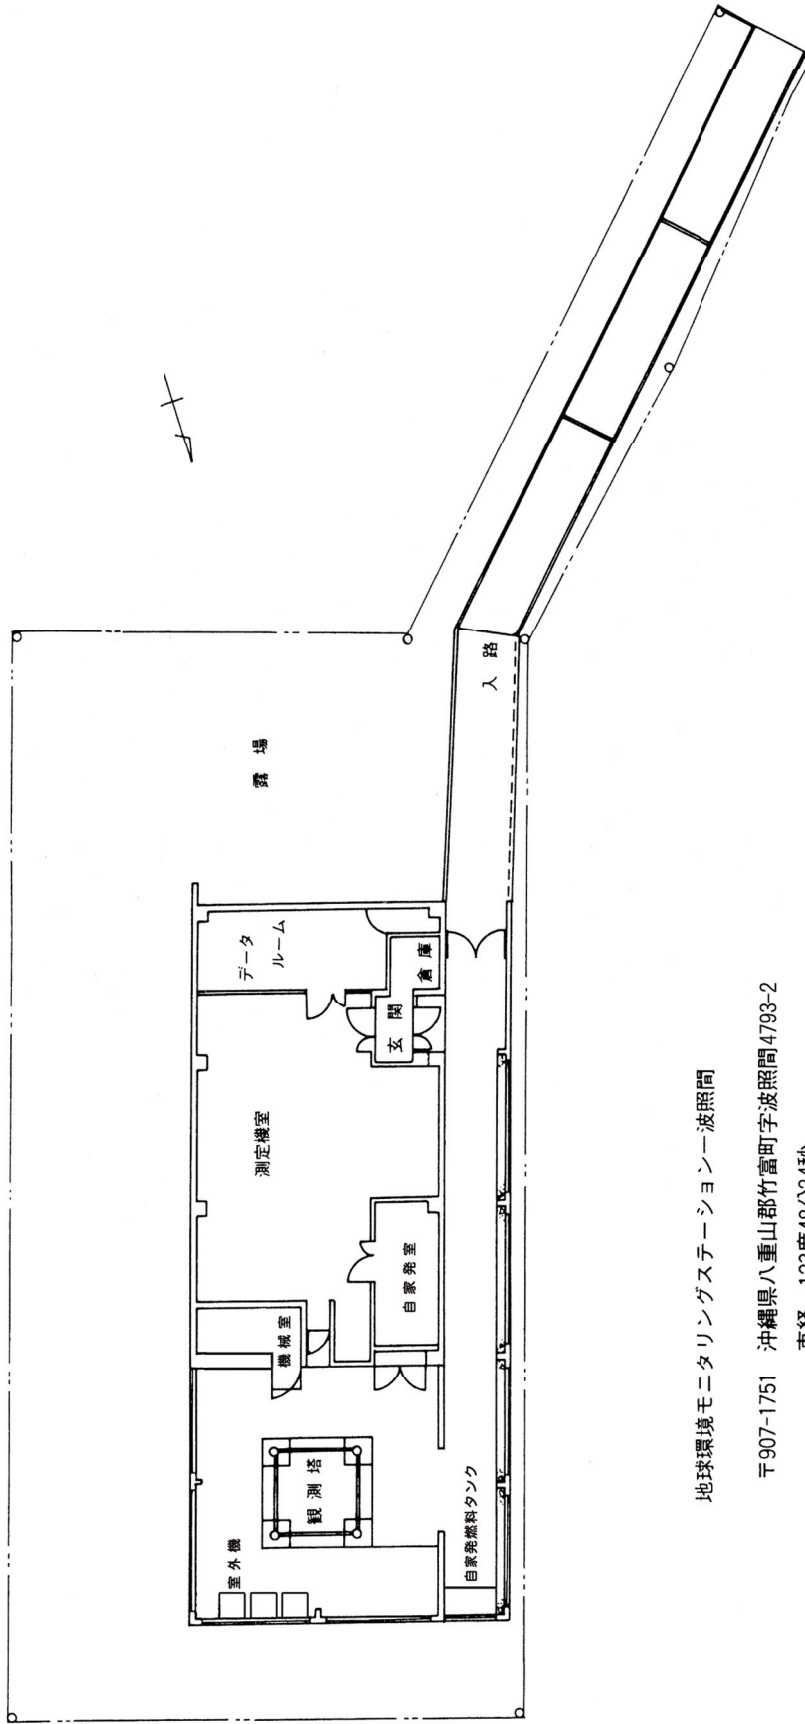 露場
入路
データ
ルーム
倉庫
玄関
測定機室
自家発室
機械室
観測塔
室外機
自家発燃料タンク
地球環境モニタリングステーション一波照間
〒907-1751 沖縄県八重山郡竹富町字波照間4793-2